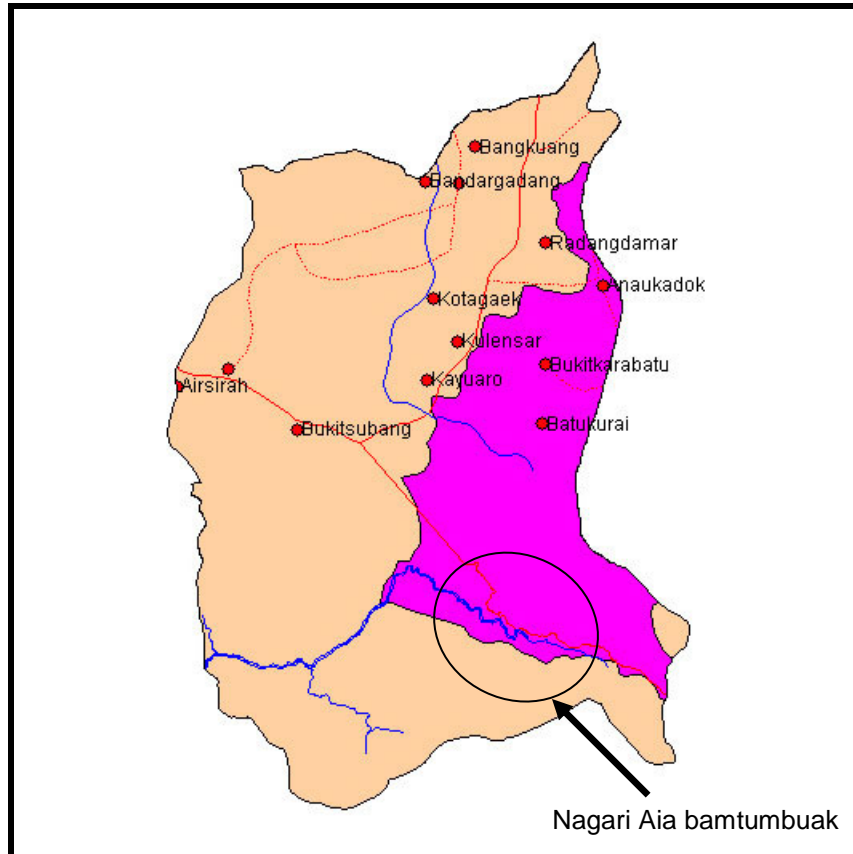 Bangkuang
Bandargadang
Radangdamar
Anaukadok
Kotagaek
Kulensar
Bukitkarabatu
Kayuaro
Airsirah
Batukurai
Bukitsubang
Nagari Aia bamtumbuak